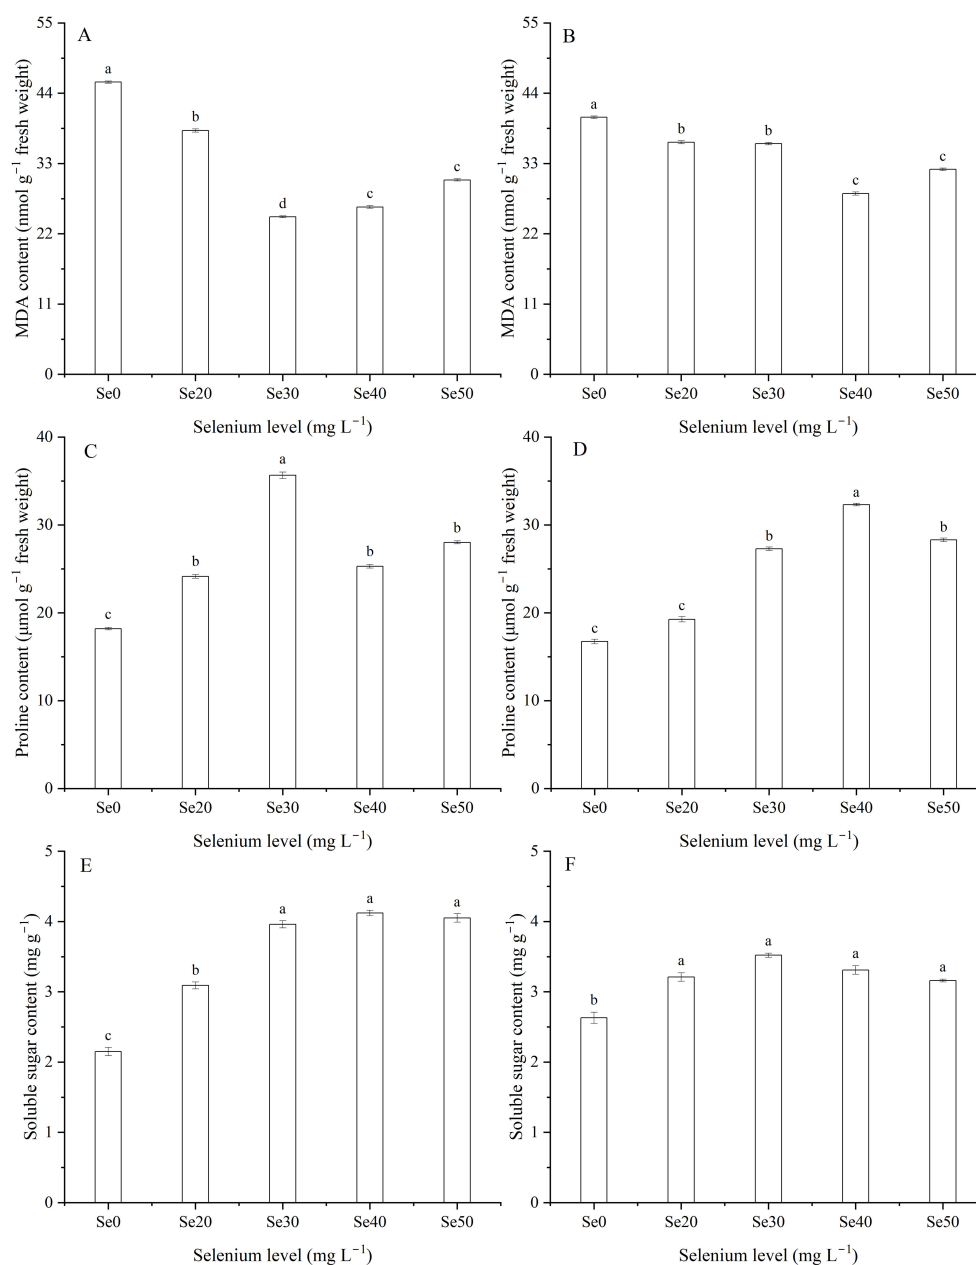 A
MDA content (nmol g⁻¹ fresh weight)
55
44
33
22
11
0
a
b
d
c
c
Se0 Se20 Se30 Se40 Se50
Selenium level (mg L⁻¹)
B
MDA content (nmol g⁻¹ fresh weight)
55
44
33
22
11
0
a
b
b
c
c
Se0 Se20 Se30 Se40 Se50
Selenium level (mg L⁻¹)
C
Proline content (μmol g⁻¹ fresh weight)
40
30
20
10
0
c
b
a
b
b
Se0 Se20 Se30 Se40 Se50
Selenium level (mg L⁻¹)
D
Proline content (μmol g⁻¹ fresh weight)
40
30
20
10
0
c
c
b
a
b
Se0 Se20 Se30 Se40 Se50
Selenium level (mg L⁻¹)
E
Soluble sugar content (mg g⁻¹)
5
4
3
2
1
0
c
b
a
a
a
Se0 Se20 Se30 Se40 Se50
Selenium level (mg L⁻¹)
F
Soluble sugar content (mg g⁻¹)
5
4
3
2
1
0
b
a
a
a
a
Se0 Se20 Se30 Se40 Se50
Selenium level (mg L⁻¹)